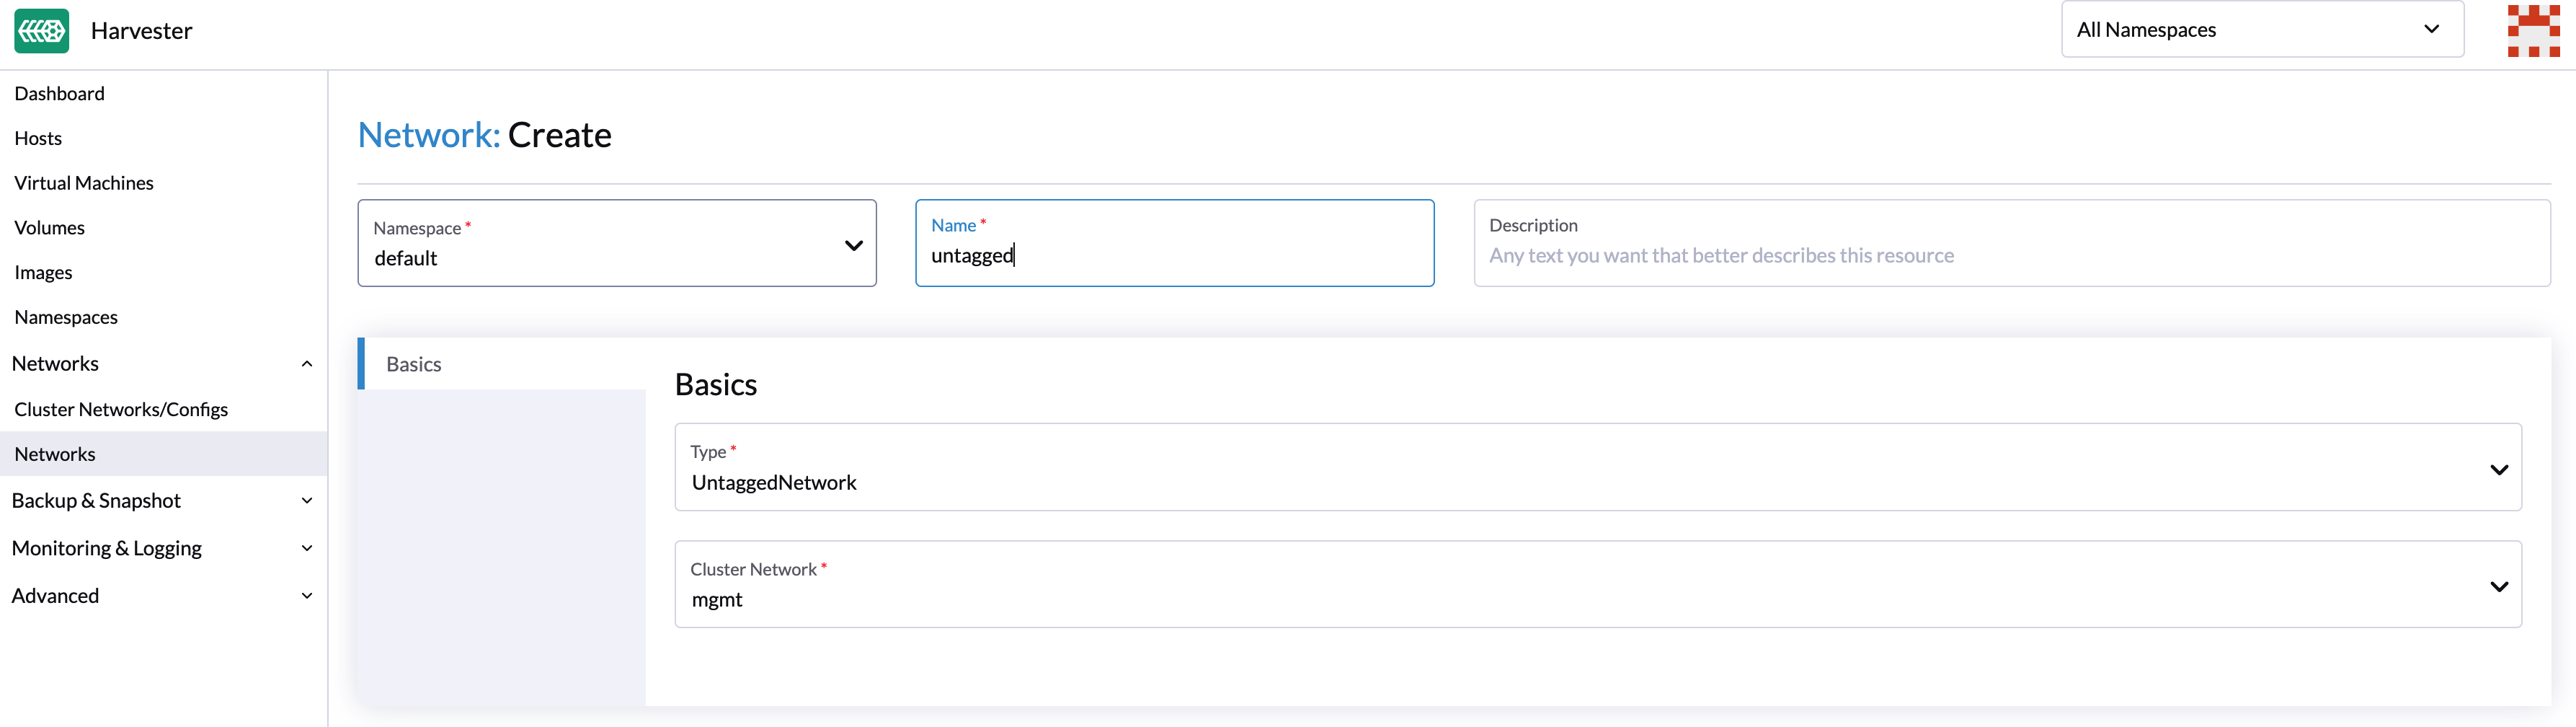 Harvester
All Namespaces
Dashboard
Hosts
Virtual Machines
Volumes
Images
Namespaces
Networks
Cluster Networks/Configs
Networks
Backup & Snapshot
Monitoring & Logging
Advanced
Network: Create
Namespace *
default
Name *
untagged
Description
Any text you want that better describes this resource
Basics
Basics
Type *
UntaggedNetwork
Cluster Network *
mgmt